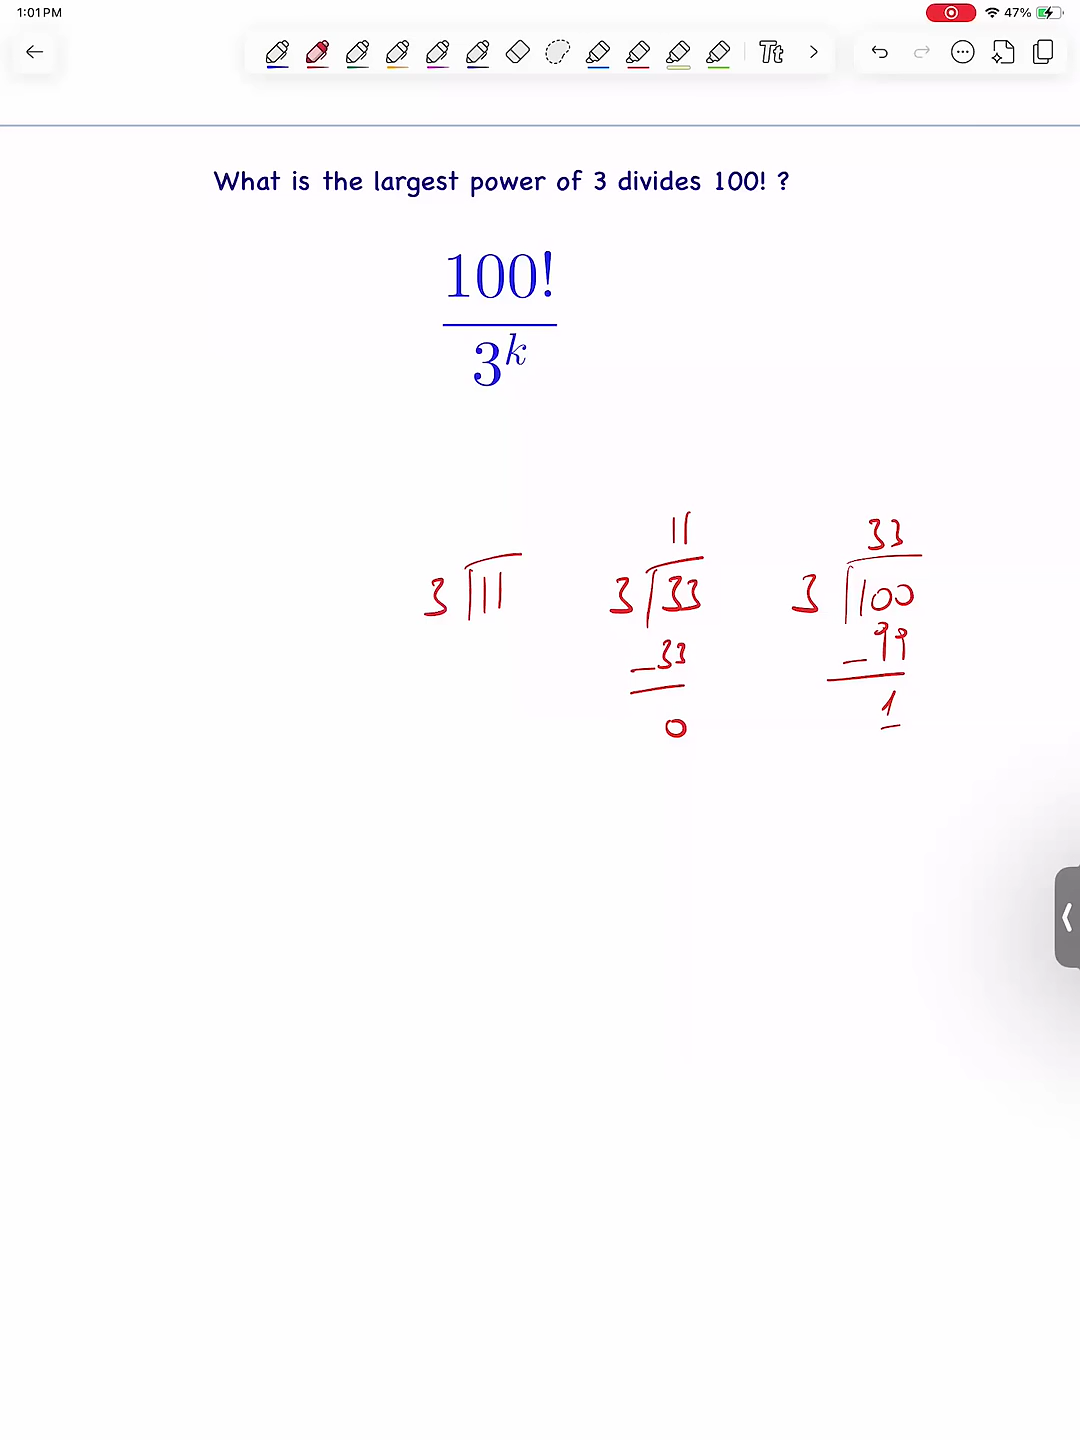 1:01 PM
47%
Tt
What is the largest power of 3 divides 100! ?
100!
3^k
11
33
3 11
3 33
3 100
-33
-99
0
1